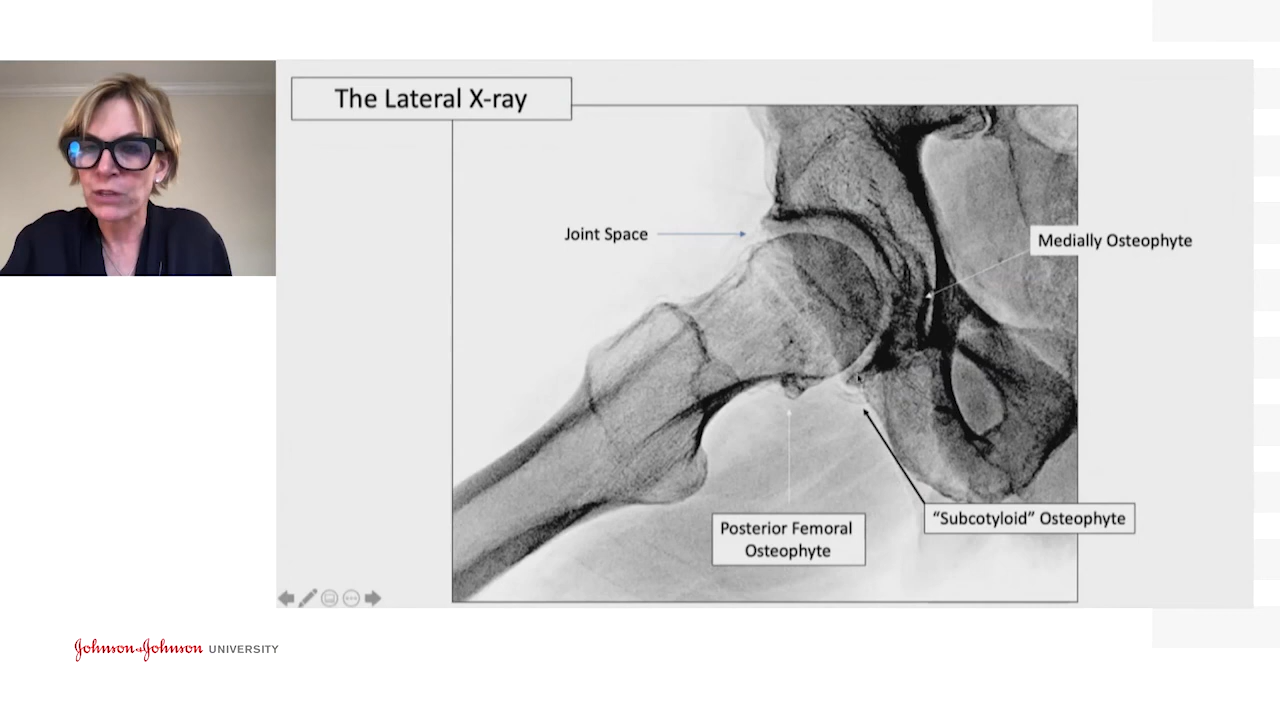 The Lateral X-ray
Joint Space
Medially Osteophyte
"Subcotyloid" Osteophyte
Posterior Femoral
Osteophyte
Johnson+Johnson UNIVERSITY